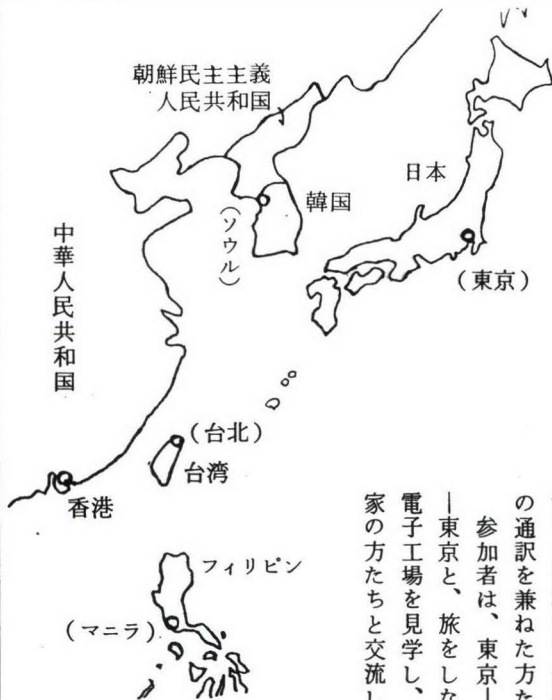 朝鮮民主主義
人民共和国
日本
韓国
(ソウル)
(東京)
中華人民共和国
(台北)
台湾
香港
フィリピン
(マニラ)
の通訳を兼ねた方た
参加者は、東京
―東京と、旅をしな
電子工場を見学し、
家の方たちと交流し